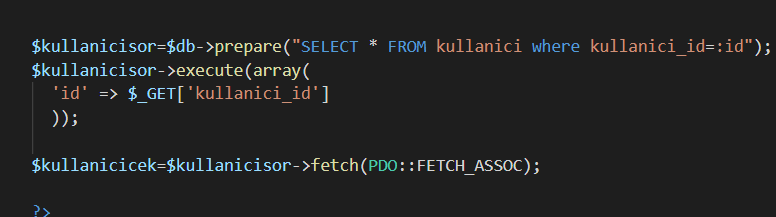 $kullanicisor=$db->prepare("SELECT * FROM kullanici where kullanici_id=:id");
$kullanicisor->execute(array(
'id' => $_GET['kullanici_id']
));
$kullanicicek=$kullanicisor->fetch(PDO::FETCH_ASSOC);
?>